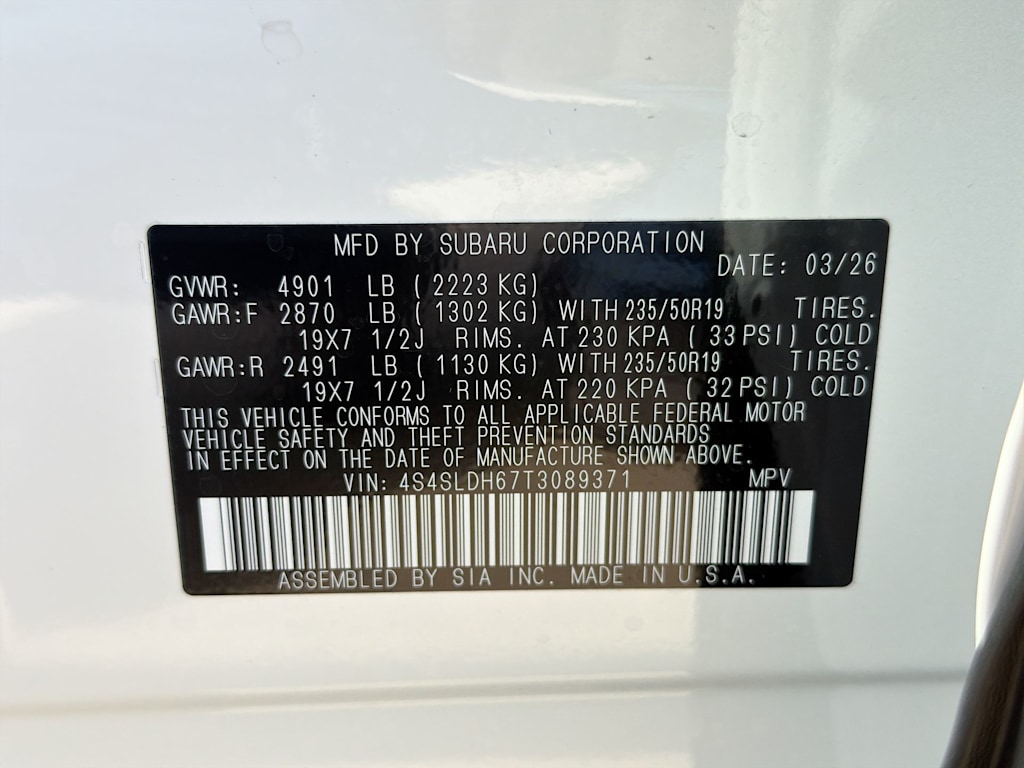 MFD BY SUBARU CORPORATION
DATE: 03/26
GVWR: 4901 LB ( 2223 KG)
GAWR:F 2870 LB ( 1302 KG) WITH 235/50R19 TIRES.
19X7 1/2J RIMS. AT 230 KPA ( 33 PSI) COLD
GAWR:R 2491 LB ( 1130 KG) WITH 235/50R19 TIRES.
19X7 1/2J RIMS. AT 220 KPA ( 32 PSI) COLD
THIS VEHICLE CONFORMS TO ALL APPLICABLE FEDERAL MOTOR
VEHICLE SAFETY AND THEFT PREVENTION STANDARDS
IN EFFECT ON THE DATE OF MANUFACTURE SHOWN ABOVE.
VIN: 4S4SLDH67T3089371 MPV
ASSEMBLED BY SIA INC. MADE IN U.S.A.